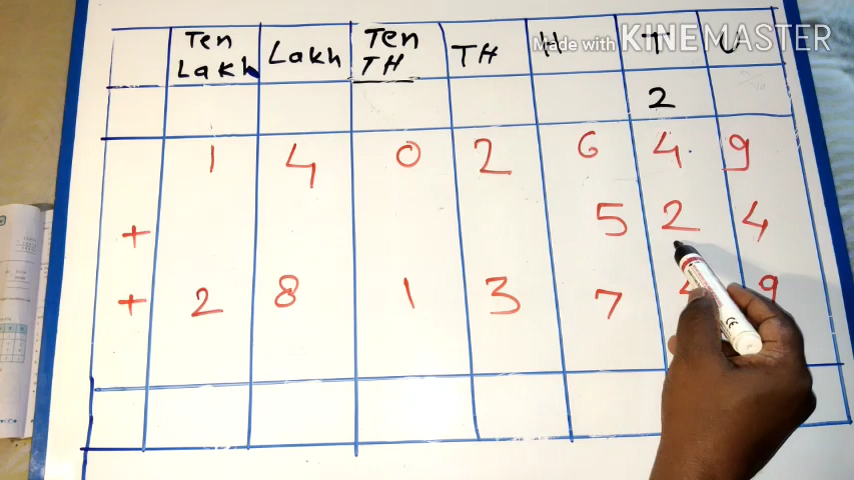 Made with KINEMASTER
Ten Lakh Lakh Ten TH TH H T U
2
1 4 0 2 6 4 9
+ 5 2 4
+ 2 8 1 3 7 9